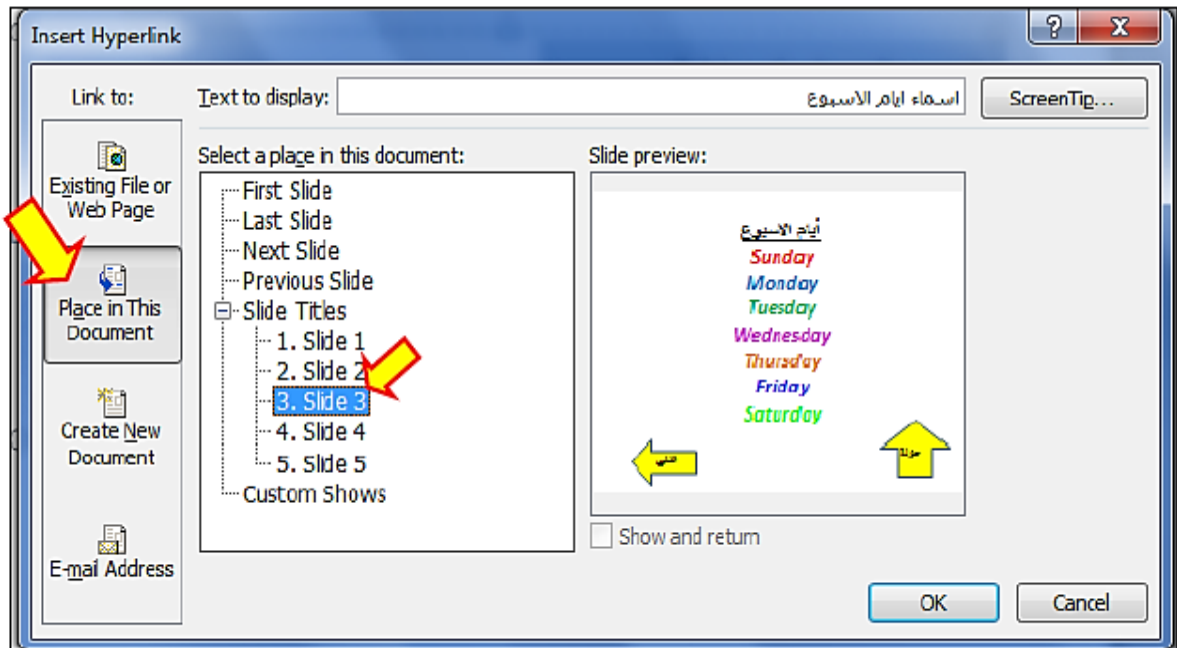 Insert Hyperlink
Link to:
Text to display:
اسماء ايام الاسبوع
ScreenTip...
Existing File or
Web Page
Place in This
Document
Create New
Document
E-mail Address
Select a place in this document:
First Slide
Last Slide
Next Slide
Previous Slide
Slide Titles
1. Slide 1
2. Slide 2
3. Slide 3
4. Slide 4
5. Slide 5
Custom Shows
Slide preview:
أيام الاسبوع
Sunday
Monday
Tuesday
Wednesday
Thursday
Friday
Saturday
Show and return
OK
Cancel